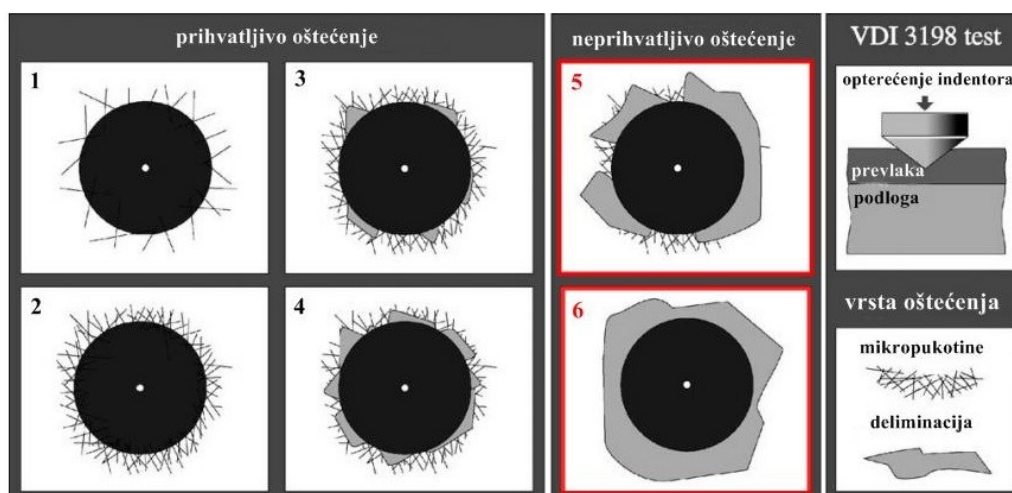 prihvatljivo oštećenje
1
3
2
4
neprihvatljivo oštećenje
5
6
VDI 3198 test
opterećenje indentora
prevlaka
podloga
vrsta oštećenja
mikropukotine
deliminacija